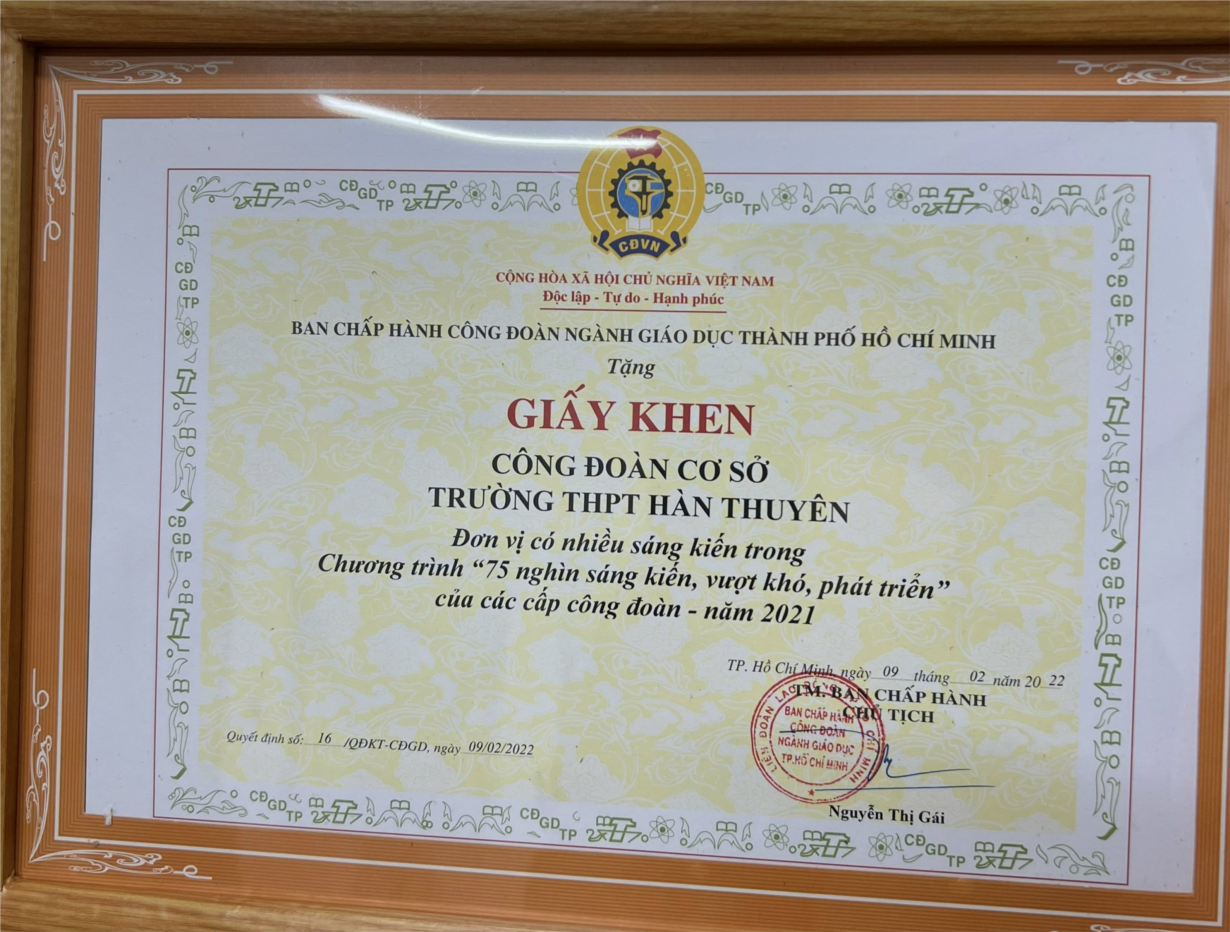 CĐVN
CỘNG HÒA XÃ HỘI CHỦ NGHĨA VIỆT NAM
Độc lập - Tự do - Hạnh phúc
BAN CHẤP HÀNH CÔNG ĐOÀN NGÀNH GIÁO DỤC THÀNH PHỐ HỒ CHÍ MINH
Tặng
GIẤY KHEN
CÔNG ĐOÀN CƠ SỞ
TRƯỜNG THPT HÀN THUYÊN
Đơn vị có nhiều sáng kiến trong
Chương trình “75 nghìn sáng kiến, vượt khó, phát triển”
của các cấp công đoàn - năm 2021
TP. Hồ Chí Minh, ngày 09 tháng 02 năm 2022
TM. BAN CHẤP HÀNH
CHỦ TỊCH
BAN CHẤP HÀNH
CÔNG ĐOÀN
NGÀNH GIÁO DỤC
TP.HỒ CHÍ MINH
Quyết định số: 16 /QĐKT-CĐGD, ngày 09/02/2022
Nguyễn Thị Gái
CĐGDTP